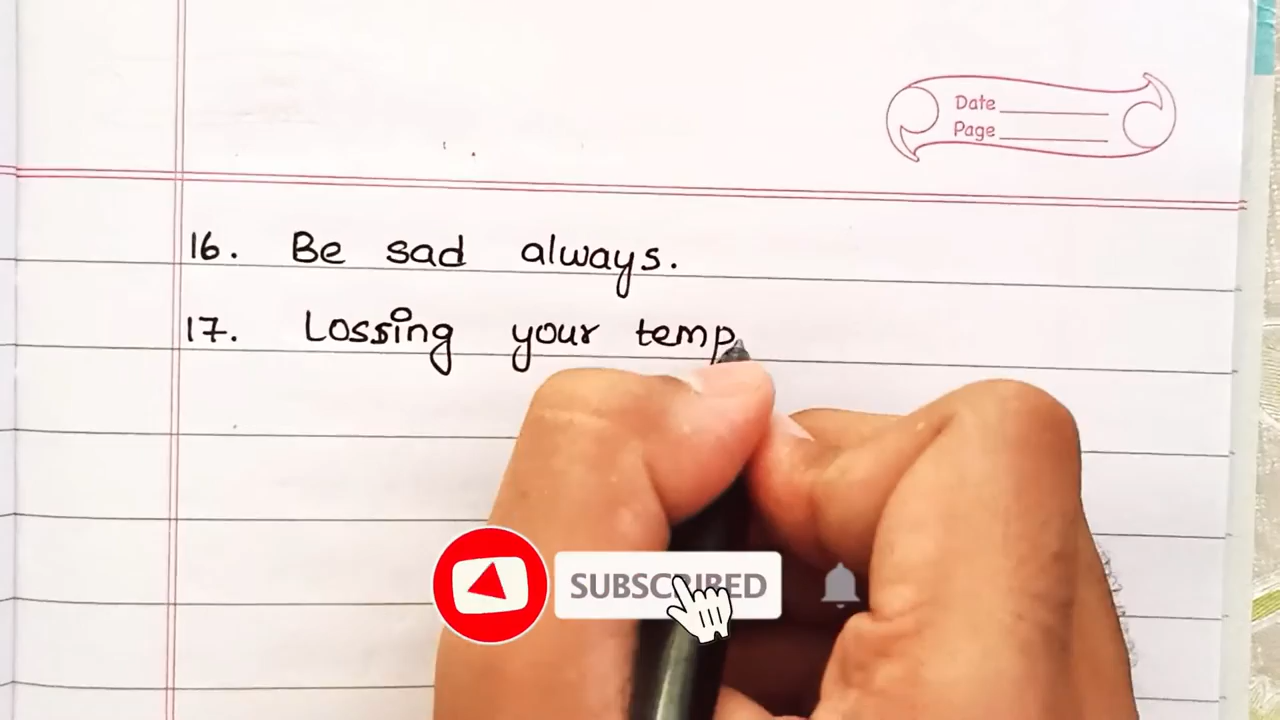 Date
Page
16. Be sad always.
17. Lossing your temp
SUBSCRIBED